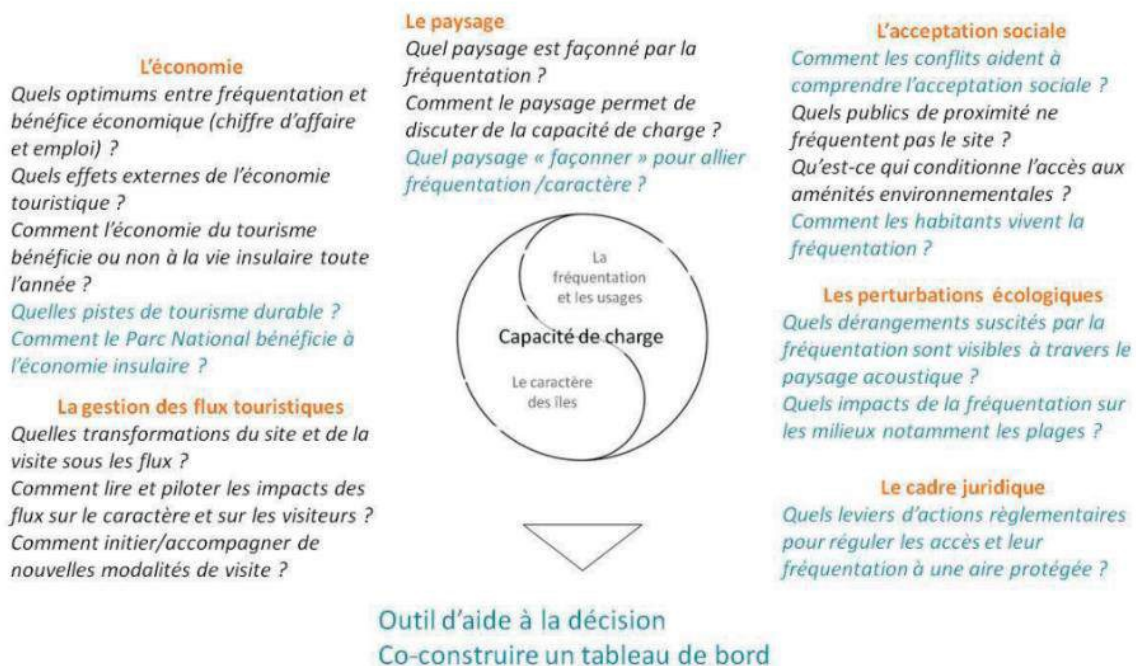 L'économie
Quels optimums entre fréquentation et
bénéfice économique (chiffre d'affaire
et emploi) ?
Quels effets externes de l'économie
touristique ?
Comment l'économie du tourisme
bénéficie ou non à la vie insulaire toute
l'année ?
Quelles pistes de tourisme durable ?
Comment le Parc National bénéficie à
l'économie insulaire ?
La gestion des flux touristiques
Quelles transformations du site et de la
visite sous les flux ?
Comment lire et piloter les impacts des
flux sur le caractère et sur les visiteurs ?
Comment initier/accompagner de
nouvelles modalités de visite ?
Le paysage
Quel paysage est façonné par la
fréquentation ?
Comment le paysage permet de
discuter de la capacité de charge ?
Quel paysage « façonner » pour allier
fréquentation /caractère ?
La
fréquentation
et les usages
Capacité de charge
Le caractère
des îles
L'acceptation sociale
Comment les conflits aident à
comprendre l'acceptation sociale ?
Quels publics de proximité ne
fréquentent pas le site ?
Qu'est-ce qui conditionne l'accès aux
aménités environnementales ?
Comment les habitants vivent la
fréquentation ?
Les perturbations écologiques
Quels dérangements suscités par la
fréquentation sont visibles à travers le
paysage acoustique ?
Quels impacts de la fréquentation sur
les milieux notamment les plages ?
Le cadre juridique
Quels leviers d'actions règlementaires
pour réguler les accès et leur
fréquentation à une aire protégée ?
Outil d'aide à la décision
Co-construire un tableau de bord